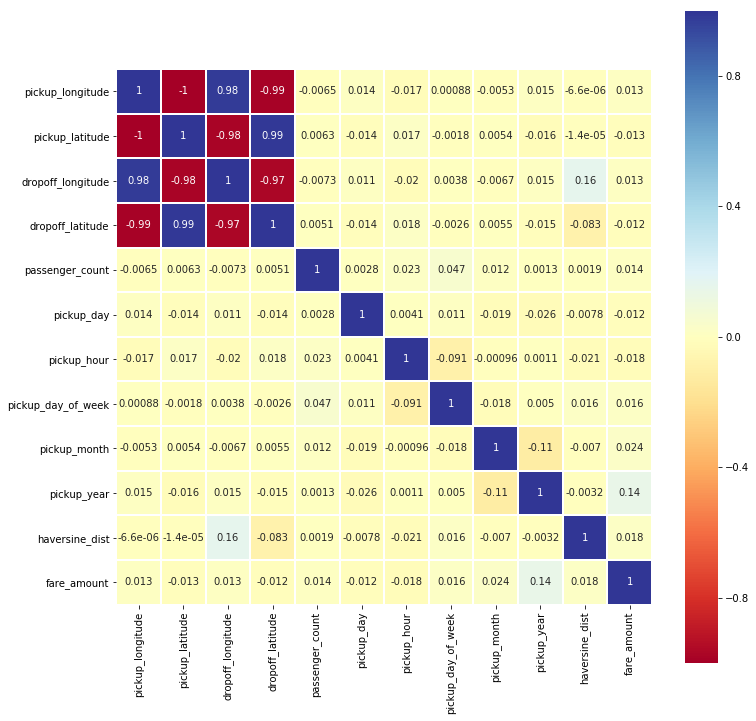 pickup_longitude 1 -1 0.98 -0.99 -0.0065 0.014 -0.017 0.00088 -0.0053 0.015 -6.6e-06 0.013
pickup_latitude -1 1 -0.98 0.99 0.0063 -0.014 0.017 -0.0018 0.0054 -0.016 -1.4e-05 -0.013
dropoff_longitude 0.98 -0.98 1 -0.97 -0.0073 0.011 -0.02 0.0038 -0.0067 0.015 0.16 0.013
dropoff_latitude -0.99 0.99 -0.97 1 0.0051 -0.014 0.018 -0.0026 0.0055 -0.015 -0.083 -0.012
passenger_count -0.0065 0.0063 -0.0073 0.0051 1 0.0028 0.023 0.047 0.012 0.0013 0.0019 0.014
pickup_day 0.014 -0.014 0.011 -0.014 0.0028 1 0.0041 0.011 -0.019 -0.026 -0.0078 -0.012
pickup_hour -0.017 0.017 -0.02 0.018 0.023 0.0041 1 -0.091 -0.00096 0.0011 -0.021 -0.018
pickup_day_of_week 0.00088 -0.0018 0.0038 -0.0026 0.047 0.011 -0.091 1 -0.018 0.005 0.016 0.016
pickup_month -0.0053 0.0054 -0.0067 0.0055 0.012 -0.019 -0.00096 -0.018 1 -0.11 -0.007 0.024
pickup_year 0.015 -0.016 0.015 -0.015 0.0013 -0.026 0.0011 0.005 -0.11 1 -0.0032 0.14
haversine_dist -6.6e-06 -1.4e-05 0.16 -0.083 0.0019 -0.0078 -0.021 0.016 -0.007 -0.0032 1 0.018
fare_amount 0.013 -0.013 0.013 -0.012 0.014 -0.012 -0.018 0.016 0.024 0.14 0.018 1
pickup_longitude
pickup_latitude
dropoff_longitude
dropoff_latitude
passenger_count
pickup_day
pickup_hour
pickup_day_of_week
pickup_month
pickup_year
haversine_dist
fare_amount
0.8
0.4
0.0
−0.4
−0.8